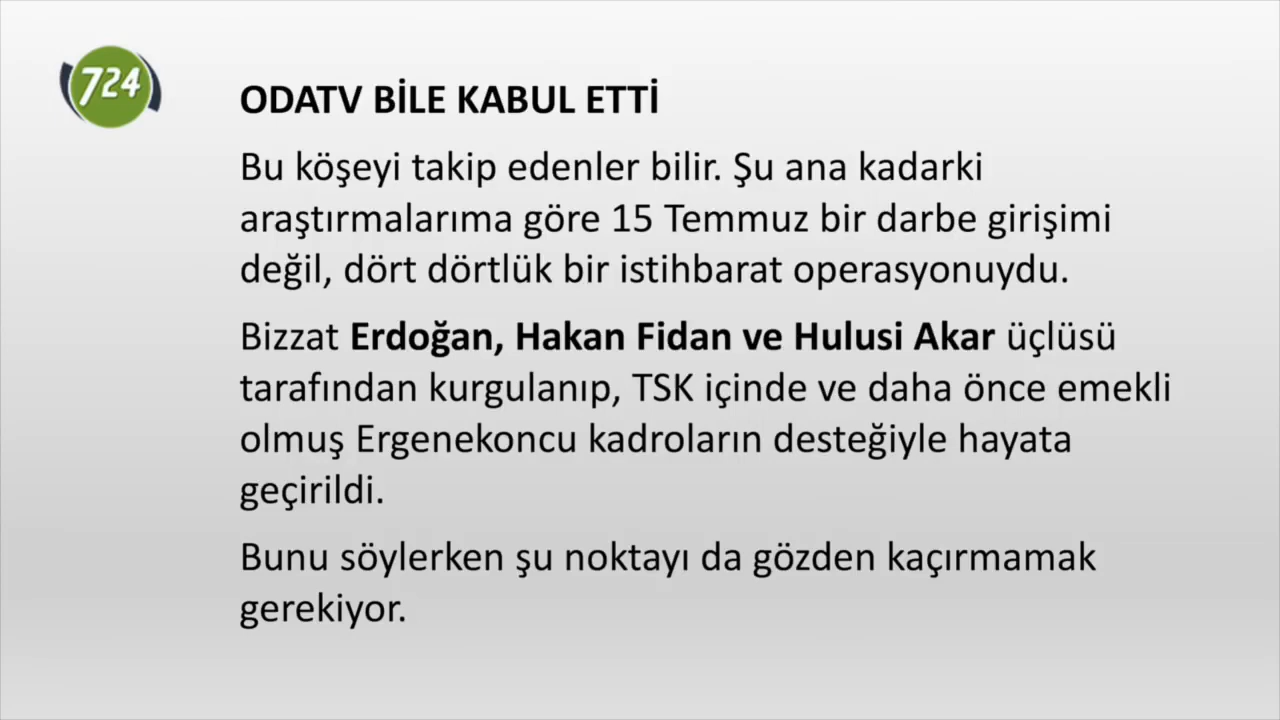 724
ODATV BİLE KABUL ETTİ
Bu köşeyi takip edenler bilir. Şu ana kadarki
araştırmalarıma göre 15 Temmuz bir darbe girişimi
değil, dört dörtlük bir istihbarat operasyonuydu.
Bizzat Erdoğan, Hakan Fidan ve Hulusi Akar üçlüsü
tarafından kurgulanıp, TSK içinde ve daha önce emekli
olmuş Ergenekoncu kadroların desteğiyle hayata
geçirildi.
Bunu söylerken şu noktayı da gözden kaçırmamak
gerekiyor.